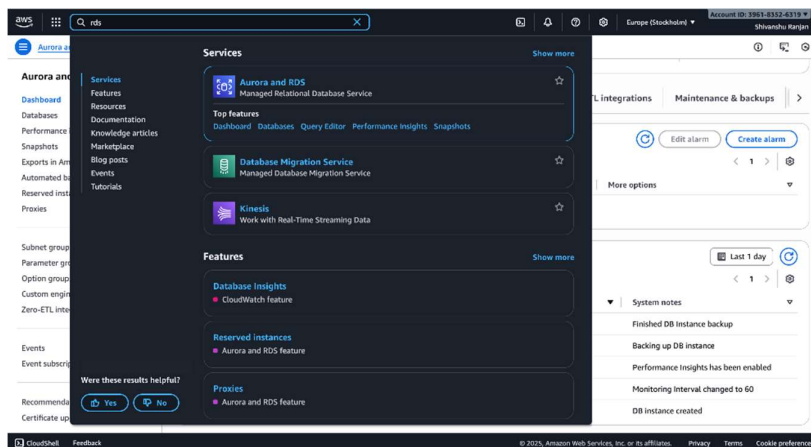 aws
rds
Europe (Stockholm)
Account ID: 3961-8352-6319
Shivanshu Ranjan
Aurora an
Services
Show more
Aurora and
Dashboard
Databases
Performance
Snapshots
Exports in Am
Automated ba
Reserved insta
Proxies
Subnet group
Parameter gro
Option group
Custom engin
Zero-ETL inte
Events
Event subscrip
Recommenda
Certificate up
Services
Features
Resources
Documentation
Knowledge articles
Marketplace
Blog posts
Events
Tutorials
Were these results helpful?
Yes
No
Aurora and RDS
Managed Relational Database Service
Top features
Dashboard Databases Query Editor Performance Insights Snapshots
Database Migration Service
Managed Database Migration Service
Kinesis
Work with Real-Time Streaming Data
Features
Show more
Database Insights
CloudWatch feature
Reserved instances
Aurora and RDS feature
Proxies
Aurora and RDS feature
TL integrations
Maintenance & backups
Edit alarm
Create alarm
1
More options
Last 1 day
1
System notes
Finished DB Instance backup
Backing up DB instance
Performance Insights has been enabled
Monitoring Interval changed to 60
DB instance created
CloudShell Feedback
© 2025, Amazon Web Services, Inc. or its affiliates. Privacy Terms Cookie preference